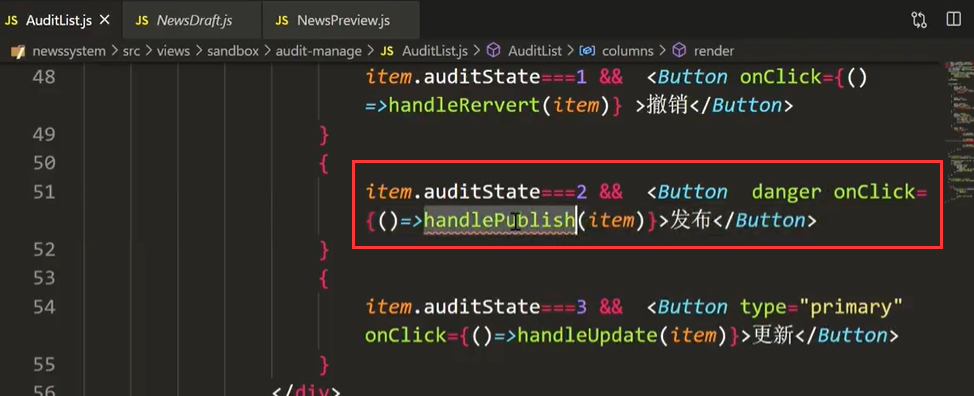 JS AuditList.js × JS NewsDraft.js JS NewsPreview.js
newssystem > src > views > sandbox > audit-manage > JS AuditList.js > AuditList > columns > render
48 item.auditState===1 && <Button onClick={()
=>handleRervert(item)} >撤销</Button>
49 }
50 {
51 item.auditState===2 && <Button danger onClick=
{()=>handlePublish(item)}>发布</Button>
52 }
53 {
54 item.auditState===3 && <Button type="primary"
onClick={()=>handleUpdate(item)}>更新</Button>
55 }
56 </div>